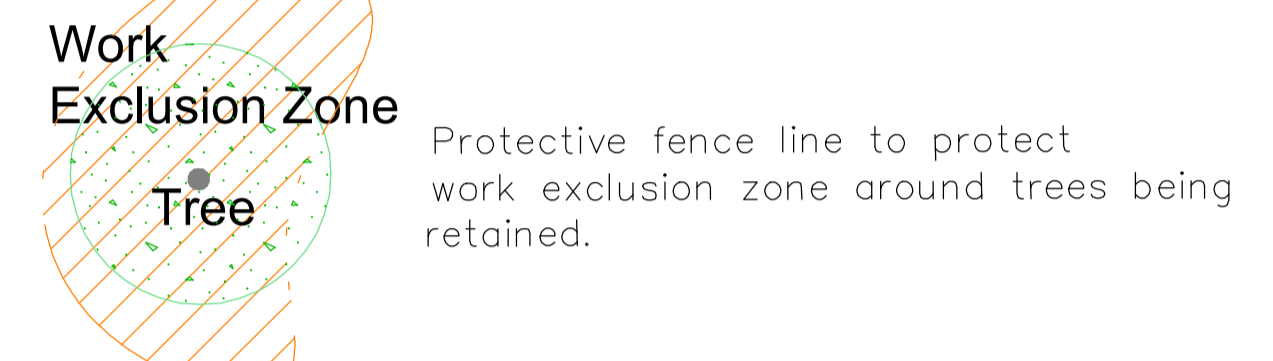 Work
Exclusion Zone
Tree
Protective fence line to protect
work exclusion zone around trees being
retained.